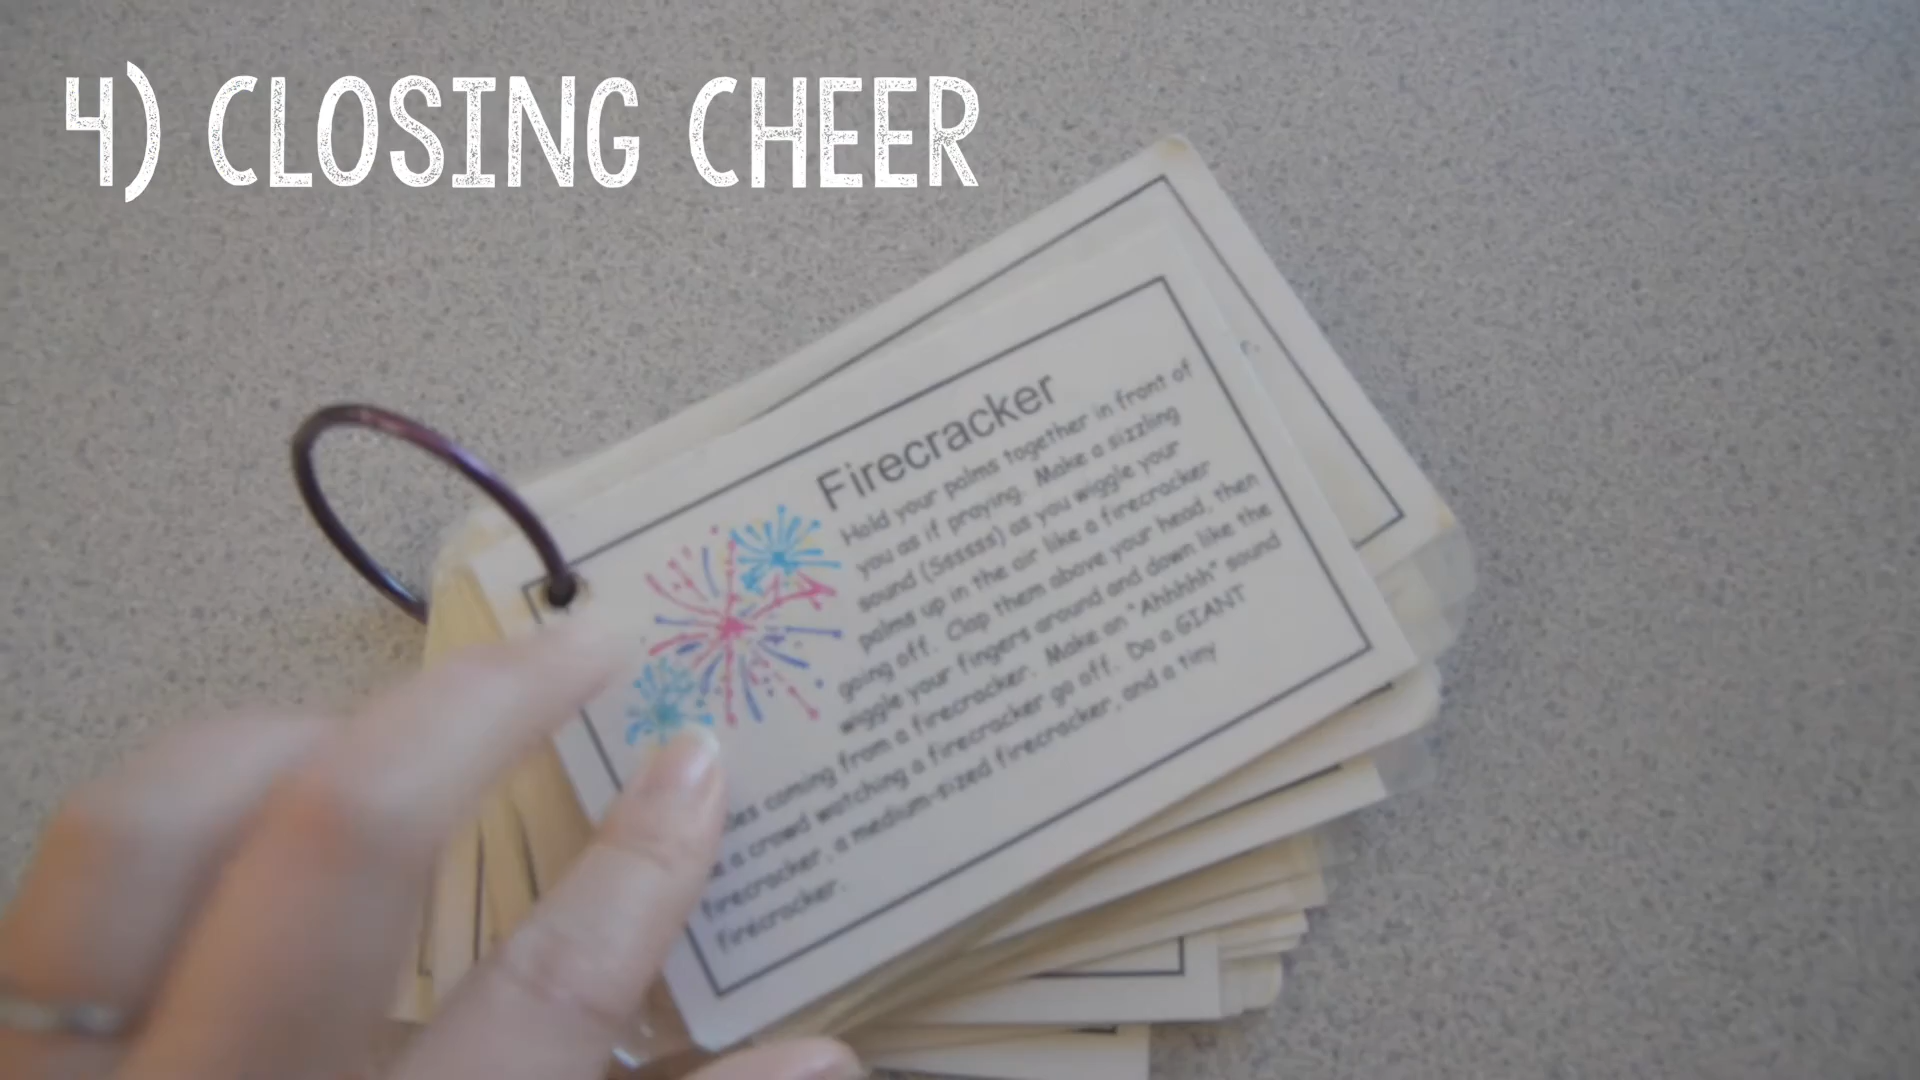 4) CLOSING CHEER
Firecracker
Hold your palms together in front of
you as if praying. Make a sizzling
sound (Ssssss) as you wiggle your
palms up in the air like a firecracker
going off. Clap them above your head, then
wiggle your fingers around and down like the
les coming from a firecracker. Make an "Ahhhhh" sound
a crowd watching a firecracker go off. Do a GIANT
firecracker, a medium-sized firecracker, and a tiny
firecracker.